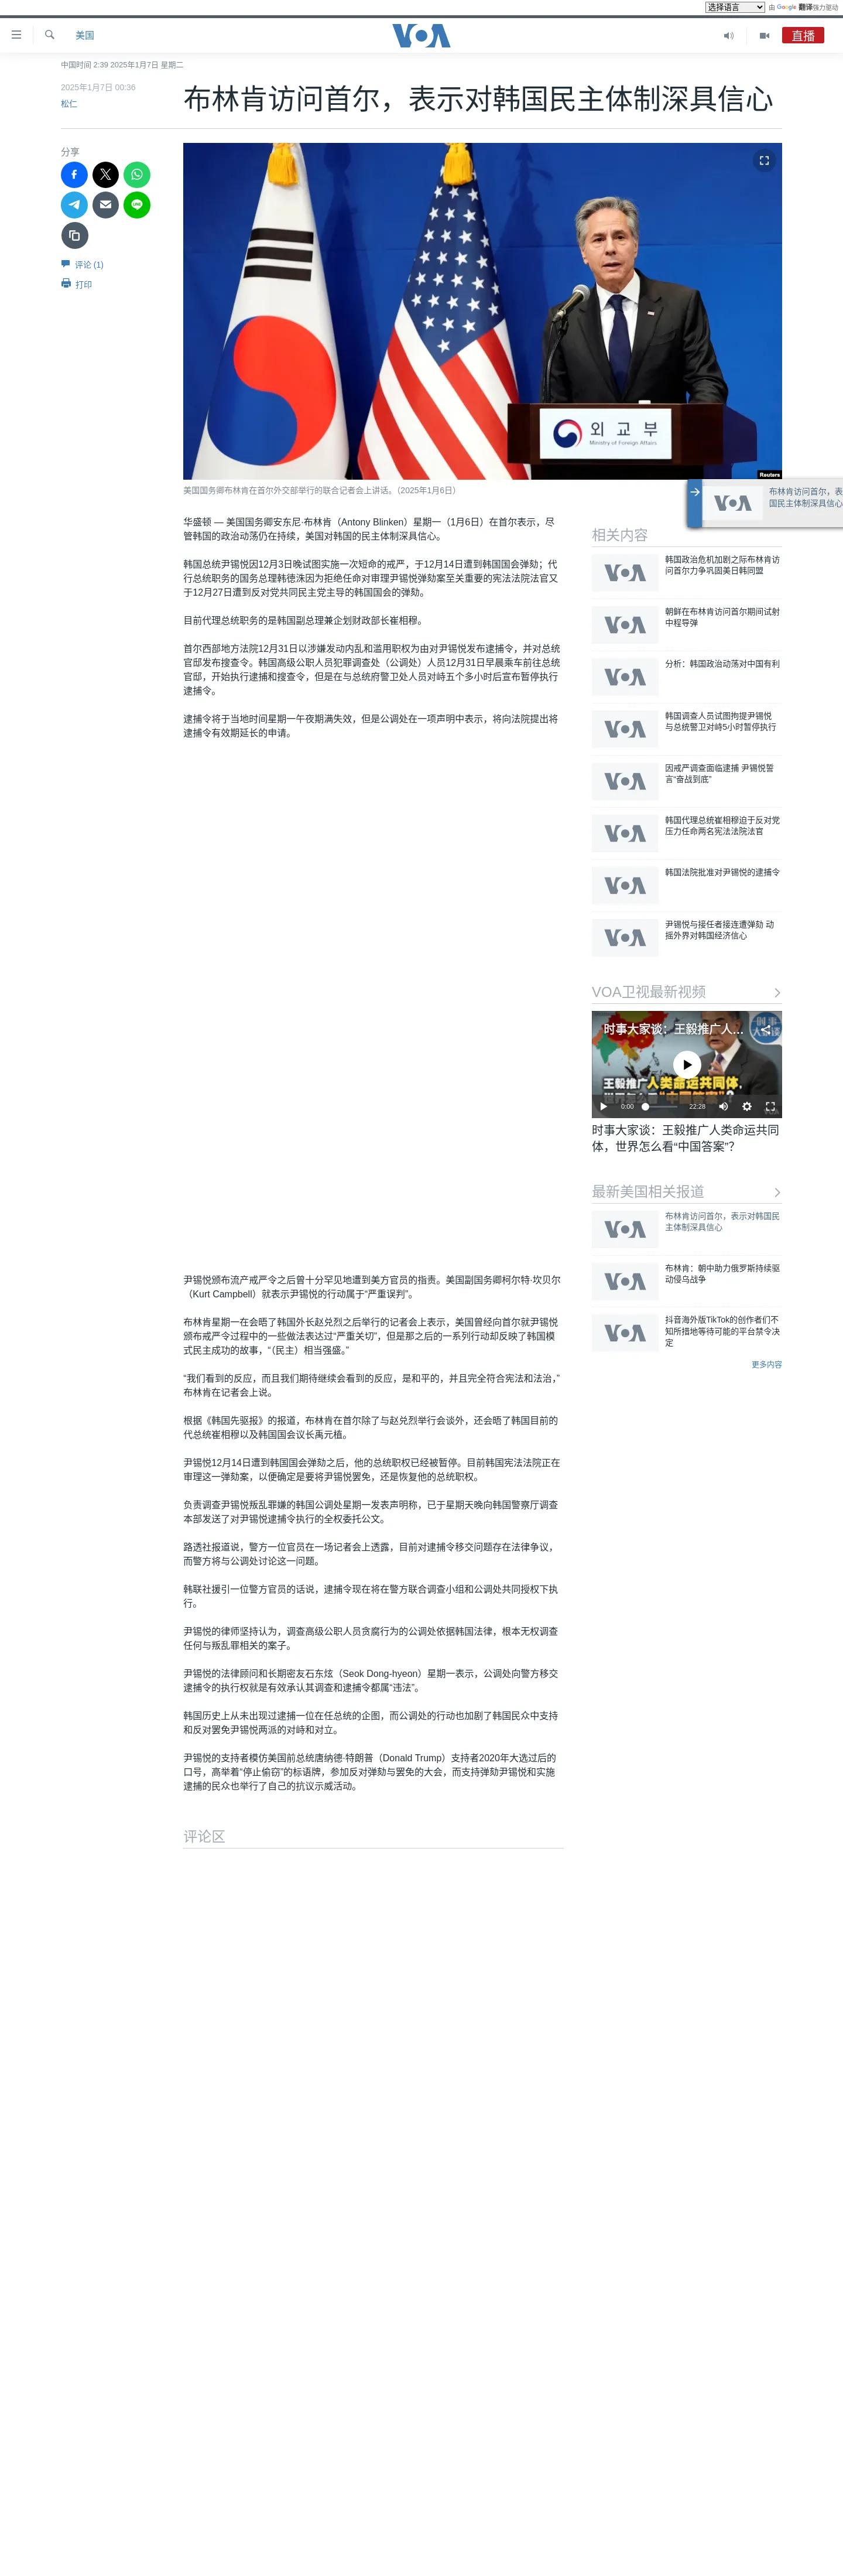 选择语言
由 Google 翻译强力驱动
美国
VOA
直播
中国时间 2:39 2025年1月7日 星期二
2025年1月7日 00:36
松仁
布林肯访问首尔，表示对韩国民主体制深具信心
分享
评论 (1)
打印
외교부
Ministry of Foreign Affairs
Reuters
美国国务卿布林肯在首尔外交部举行的联合记者会上讲话。（2025年1月6日）
VOA
布林肯访问首尔，表
国民主体制深具信心
华盛顿 — 美国国务卿安东尼·布林肯（Antony Blinken）星期一（1月6日）在首尔表示，尽
管韩国的政治动荡仍在持续，美国对韩国的民主体制深具信心。
韩国总统尹锡悦因12月3日晚试图实施一次短命的戒严，于12月14日遭到韩国国会弹劾；代
行总统职务的国务总理韩徳洙因为拒绝任命对审理尹锡悦弹劾案至关重要的宪法法院法官又
于12月27日遭到反对党共同民主党主导的韩国国会的弹劾。
目前代理总统职务的是韩国副总理兼企划财政部长崔相穆。
首尔西部地方法院12月31日以涉嫌发动内乱和滥用职权为由对尹锡悦发布逮捕令，并对总统
官邸发布搜查令。韩国高级公职人员犯罪调查处（公调处）人员12月31日早晨乘车前往总统
官邸，开始执行逮捕和搜查令，但是在与总统府警卫处人员对峙五个多小时后宣布暂停执行
逮捕令。
逮捕令将于当地时间星期一午夜期满失效，但是公调处在一项声明中表示，将向法院提出将
逮捕令有效期延长的申请。
相关内容
VOA
韩国政治危机加剧之际布林肯访
问首尔力争巩固美日韩同盟
VOA
朝鲜在布林肯访问首尔期间试射
中程导弹
VOA
分析：韩国政治动荡对中国有利
VOA
韩国调查人员试图拘提尹锡悦
与总统警卫对峙5小时暂停执行
VOA
因戒严调查面临逮捕 尹锡悦誓
言“奋战到底”
VOA
韩国代理总统崔相穆迫于反对党
压力任命两名宪法法院法官
VOA
韩国法院批准对尹锡悦的逮捕令
VOA
尹锡悦与接任者接连遭弹劾 动
摇外界对韩国经济信心
VOA卫视最新视频
时事大家谈：王毅推广人...
王毅推广人类命运共同体，
0:00
22:28
时事大家谈：王毅推广人类命运共同
体，世界怎么看“中国答案”？
最新美国相关报道
VOA
布林肯访问首尔，表示对韩国民
主体制深具信心
VOA
布林肯：朝中助力俄罗斯持续驱
动侵乌战争
VOA
抖音海外版TikTok的创作者们不
知所措地等待可能的平台禁令决
定
更多内容
尹锡悦颁布流产戒严令之后曾十分罕见地遭到美方官员的指责。美国副国务卿柯尔特·坎贝尔
（Kurt Campbell）就表示尹锡悦的行动属于“严重误判”。
布林肯星期一在会晤了韩国外长赵兑烈之后举行的记者会上表示，美国曾经向首尔就尹锡悦
颁布戒严令过程中的一些做法表达过“严重关切”，但是那之后的一系列行动却反映了韩国模
式民主成功的故事，“（民主）相当强盛。”
“我们看到的反应，而且我们期待继续会看到的反应，是和平的，并且完全符合宪法和法治，”
布林肯在记者会上说。
根据《韩国先驱报》的报道，布林肯在首尔除了与赵兑烈举行会谈外，还会晤了韩国目前的
代总统崔相穆以及韩国国会议长禹元植。
尹锡悦12月14日遭到韩国国会弹劾之后，他的总统职权已经被暂停。目前韩国宪法法院正在
审理这一弹劾案，以便确定是要将尹锡悦罢免，还是恢复他的总统职权。
负责调查尹锡悦叛乱罪嫌的韩国公调处星期一发表声明称，已于星期天晚向韩国警察厅调查
本部发送了对尹锡悦逮捕令执行的全权委托公文。
路透社报道说，警方一位官员在一场记者会上透露，目前对逮捕令移交问题存在法律争议，
而警方将与公调处讨论这一问题。
韩联社援引一位警方官员的话说，逮捕令现在将在警方联合调查小组和公调处共同授权下执
行。
尹锡悦的律师坚持认为，调查高级公职人员贪腐行为的公调处依据韩国法律，根本无权调查
任何与叛乱罪相关的案子。
尹锡悦的法律顾问和长期密友石东炫（Seok Dong-hyeon）星期一表示，公调处向警方移交
逮捕令的执行权就是有效承认其调查和逮捕令都属“违法”。
韩国历史上从未出现过逮捕一位在任总统的企图，而公调处的行动也加剧了韩国民众中支持
和反对罢免尹锡悦两派的对峙和对立。
尹锡悦的支持者模仿美国前总统唐纳德·特朗普（Donald Trump）支持者2020年大选过后的
口号，高举着“停止偷窃”的标语牌，参加反对弹劾与罢免的大会，而支持弹劾尹锡悦和实施
逮捕的民众也举行了自己的抗议示威活动。
评论区